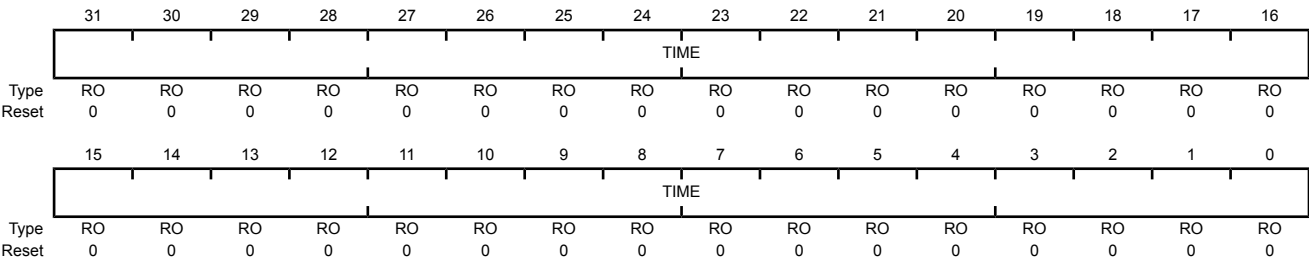 31 30 29 28 27 26 25 24 23 22 21 20 19 18 17 16
TIME
Type RO RO RO RO RO RO RO RO RO RO RO RO RO RO RO RO
Reset 0 0 0 0 0 0 0 0 0 0 0 0 0 0 0 0
15 14 13 12 11 10 9 8 7 6 5 4 3 2 1 0
TIME
Type RO RO RO RO RO RO RO RO RO RO RO RO RO RO RO RO
Reset 0 0 0 0 0 0 0 0 0 0 0 0 0 0 0 0